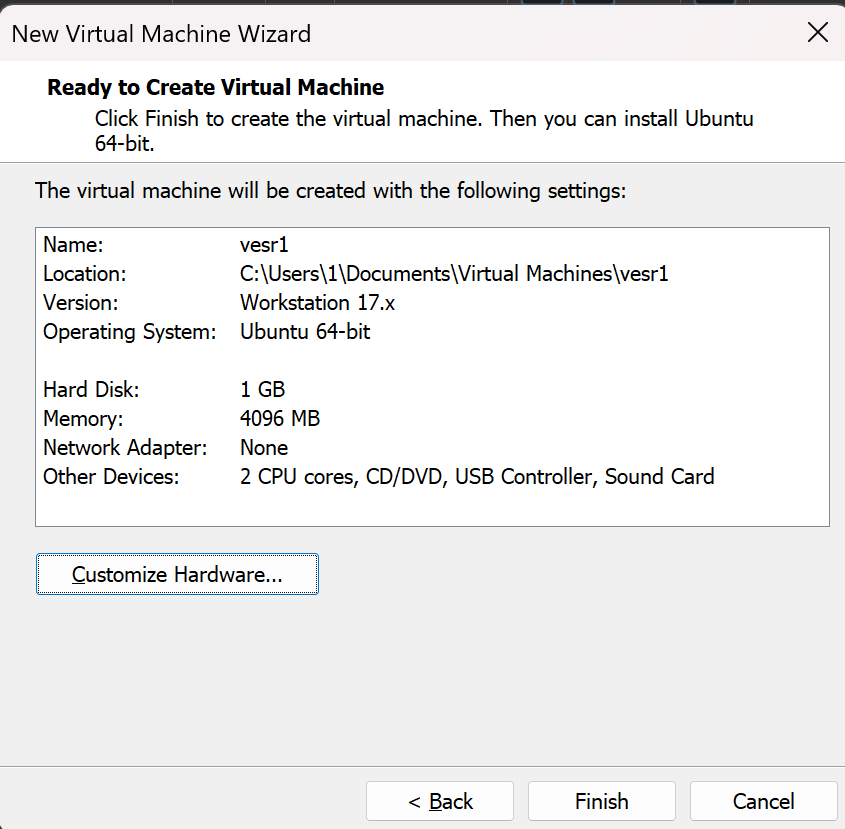 New Virtual Machine Wizard
Ready to Create Virtual Machine
Click Finish to create the virtual machine. Then you can install Ubuntu
64-bit.
The virtual machine will be created with the following settings:
Name: vesr1
Location: C:\Users\1\Documents\Virtual Machines\vesr1
Version: Workstation 17.x
Operating System: Ubuntu 64-bit
Hard Disk: 1 GB
Memory: 4096 MB
Network Adapter: None
Other Devices: 2 CPU cores, CD/DVD, USB Controller, Sound Card
Customize Hardware...
< Back Finish Cancel